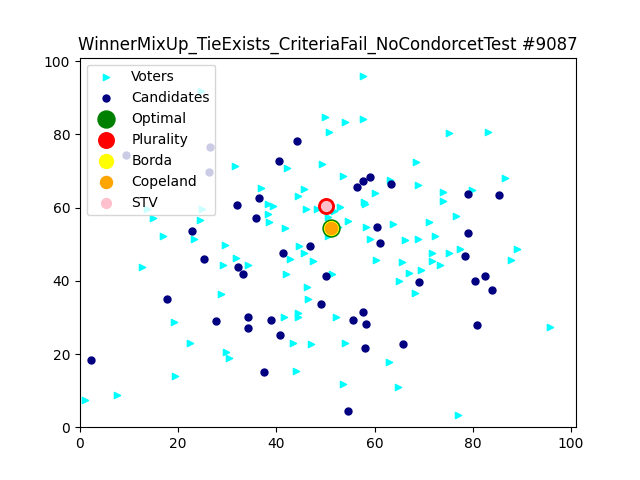 WinnerMixUp_TieExists_CriteriaFail_NoCondorcetTest #9087
100
80
60
40
20
0
Voters
Candidates
Optimal
Plurality
Borda
Copeland
STV
0 20 40 60 80 100